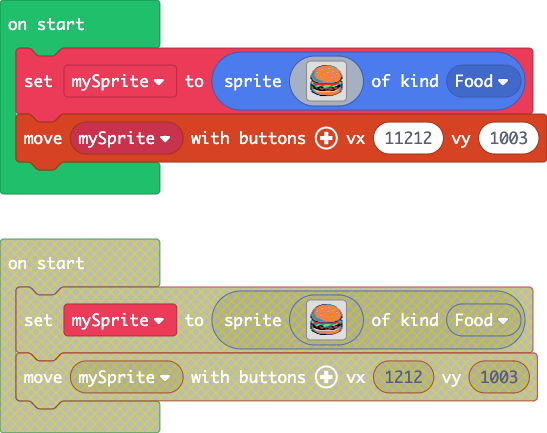 on start
set mySprite to sprite of kind Food
move mySprite with buttons vx 11212 vy 1003
on start
set mySprite to sprite of kind Food
move mySprite with buttons vx 1212 vy 1003